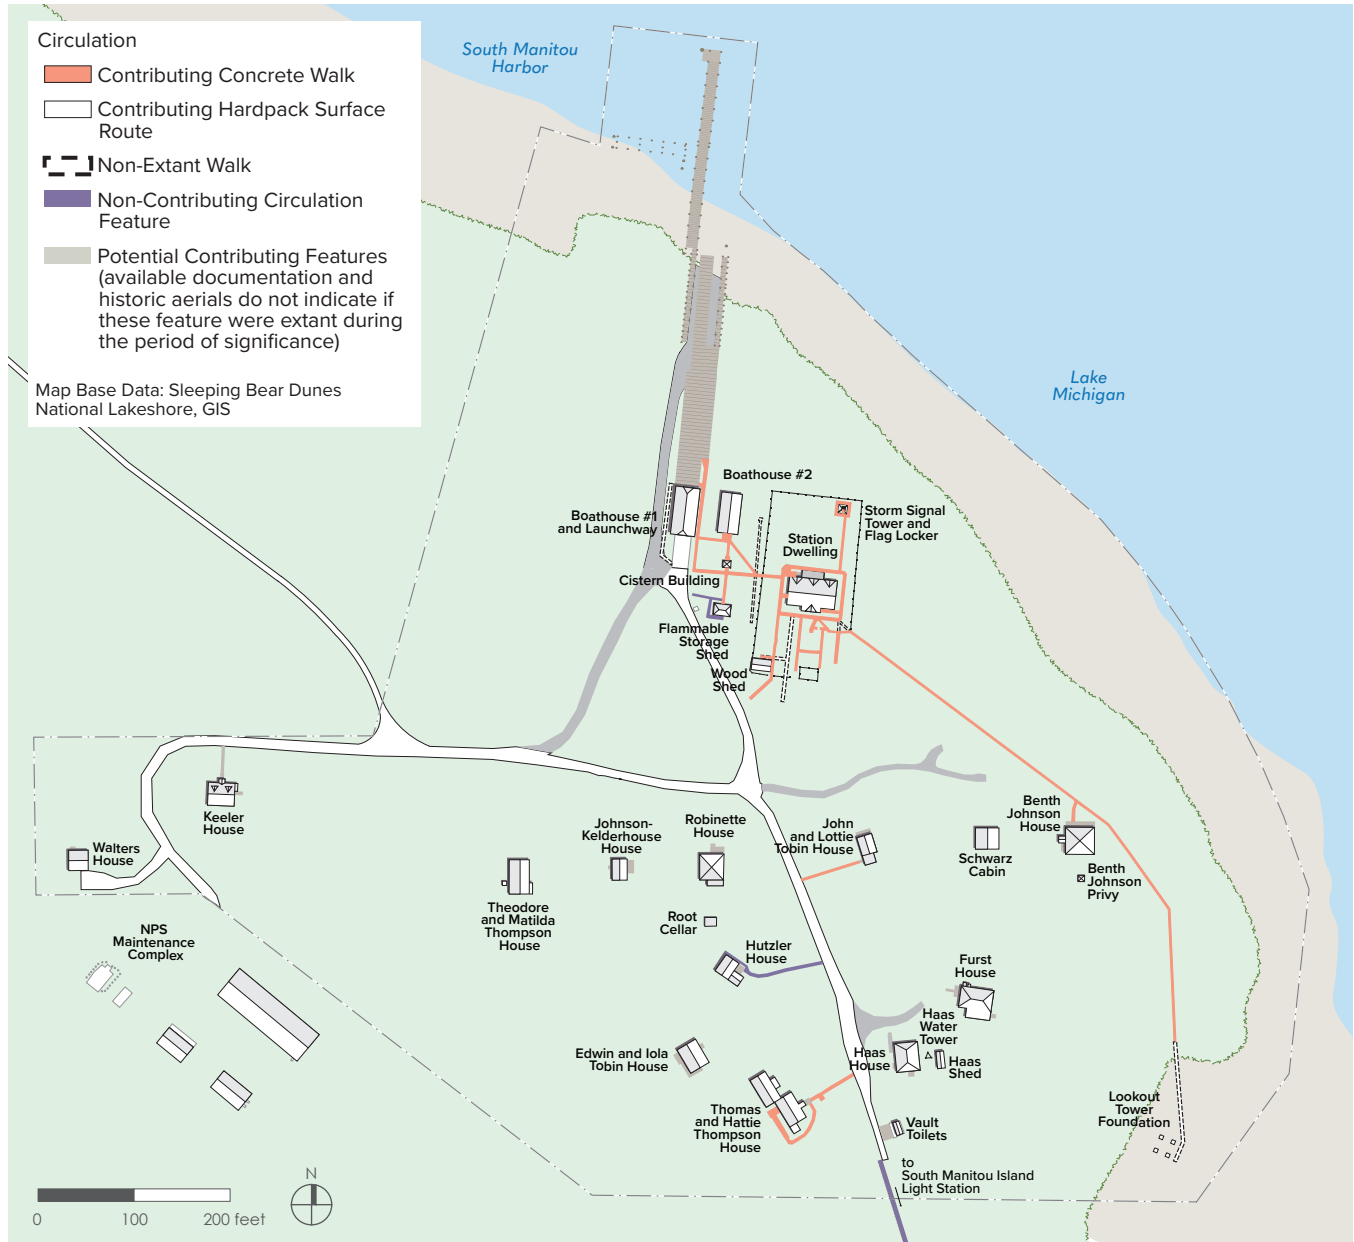 Circulation
Contributing Concrete Walk
Contributing Hardpack Surface
Route
Non-Extant Walk
Non-Contributing Circulation
Feature
Potential Contributing Features
(available documentation and
historic aerials do not indicate if
these feature were extant during
the period of significance)
Map Base Data: Sleeping Bear Dunes
National Lakeshore, GIS
South Manitou
Harbor
Lake
Michigan
Boathouse #2
Boathouse #1
and Launchway
Storm Signal
Tower and
Flag Locker
Station
Dwelling
Cistern Building
Flammable
Storage
Shed
Wood
Shed
Keeler
House
Walters
House
Johnson-
Kelderhouse
House
Robinette
House
John
and Lottie
Tobin House
Benth
Johnson
House
Schwarz
Cabin
Benth
Johnson
Privy
Theodore
and Matilda
Thompson
House
Root
Cellar
NPS
Maintenance
Complex
Hutzler
House
Furst
House
Haas
Water
Tower
Haas
House
Haas
Shed
Edwin and Iola
Tobin House
Thomas
and Hattie
Thompson
House
Vault
Toilets
Lookout
Tower
Foundation
to
South Manitou Island
Light Station
N
0 100 200 feet